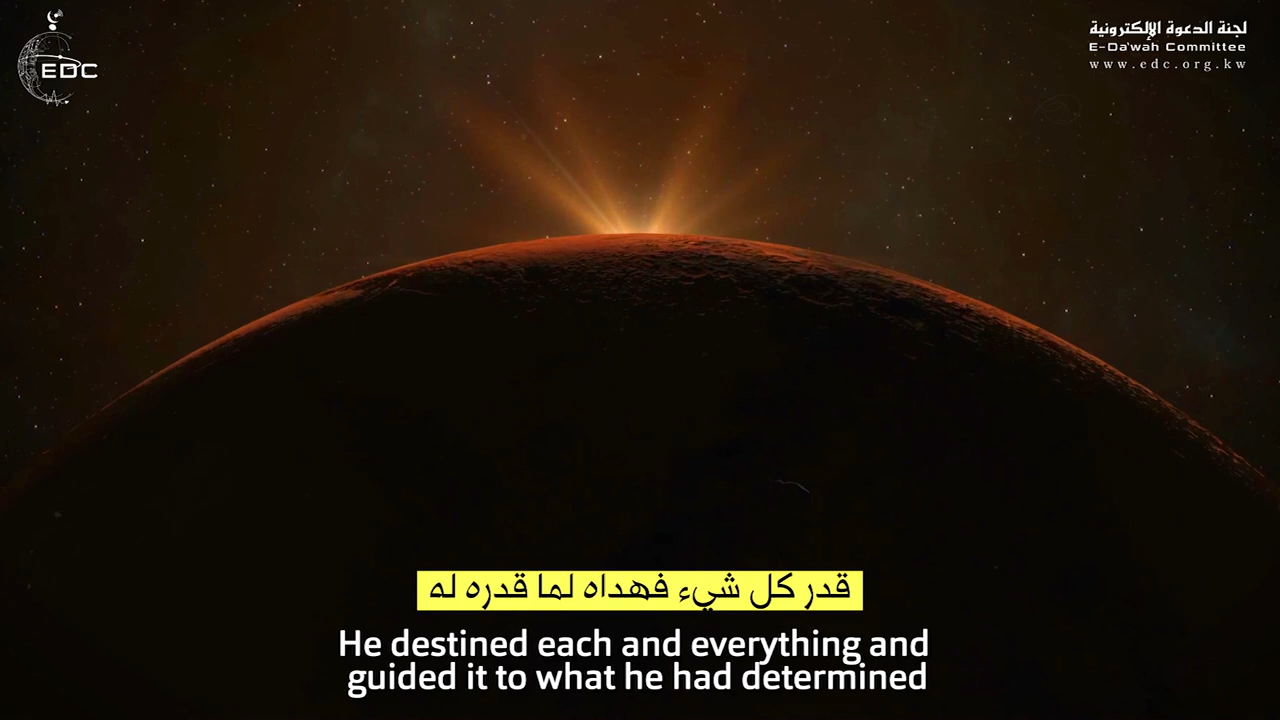 EDC
لجنة الدعوة الإلكترونية
E-Da'wah Committee
www.edc.org.kw
قدر كل شيء فهداه لما قدره له
He destined each and everything and
guided it to what he had determined